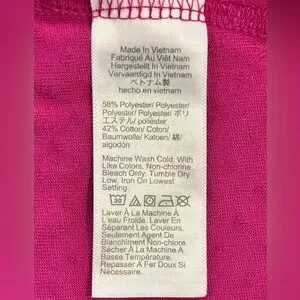 Made In Vietnam
Fabriqué Au Viêt Nam
Hergestellt In Vietnam
Vervaardigd In Vietnam
ベトナム製
hecho en vietnam
58% Polyester/ Polyester/
Polyester/ Polyester/ ポリ
エステル/ poliéster
42% Cotton/ Coton/
Baumwolle/ Katoen/ 綿/
algodón
Machine Wash Cold, With
Like Colors. Non-chlorine
Bleach Only. Tumble Dry
Low. Iron On Lowest
Setting.
30
Laver À La Machine À
L'eau Froide. Laver En
Séparant Les Couleurs.
Seulement Agent De
Blanchiment Non-chlore.
Sécher À La Machine À
Basse Température.
Repasser À Fer Doux Si
Nécessaire.